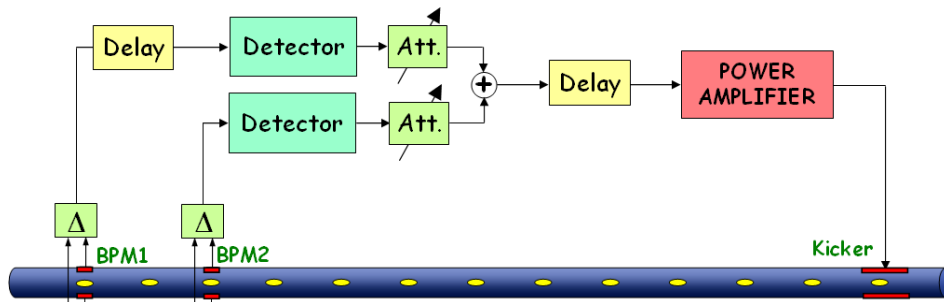 Delay
Detector
Att.
Detector
Att.
+
Delay
POWER
AMPLIFIER
Δ
BPM1
Δ
BPM2
Kicker